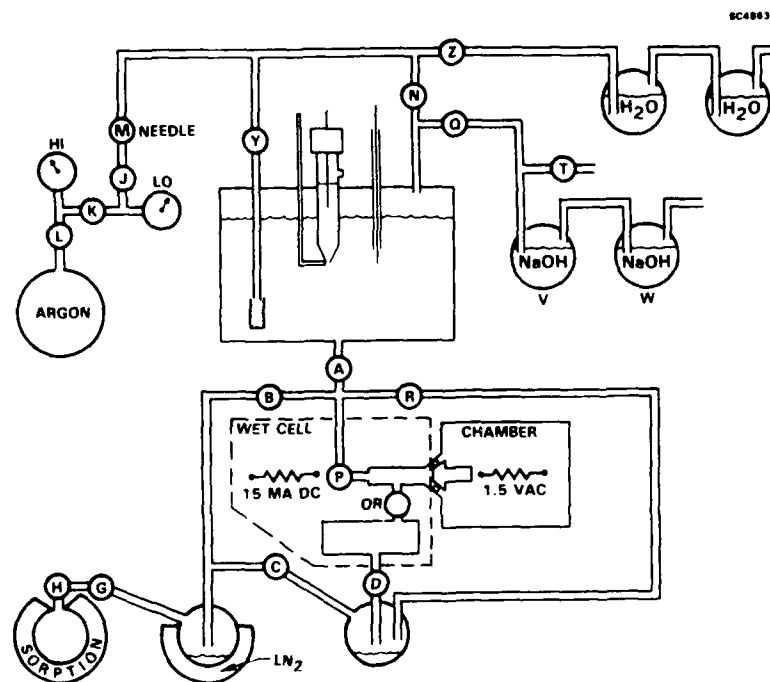 SC4863
Z
H₂O
H₂O
N
M NEEDLE
Y
Q
HI
J
LO
T
K
L
NaOH
NaOH
ARGON
V
W
A
B
R
WET CELL
CHAMBER
P
15 MA DC
1.5 VAC
OR
C
D
H
G
SORPTION
LN₂